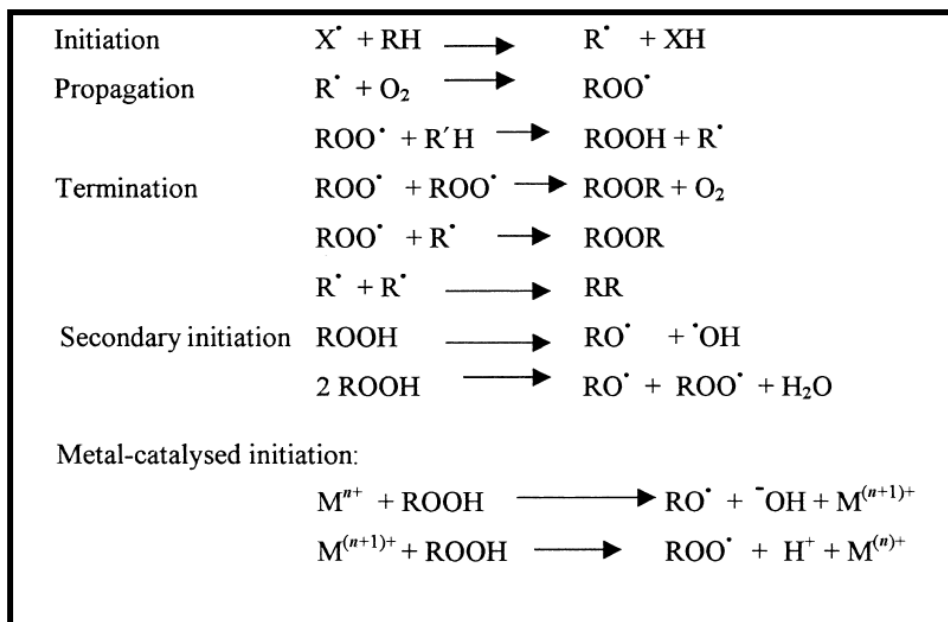 Initiation X˙ + RH ⟶ R˙ + XH
Propagation R˙ + O₂ ⟶ ROO˙
ROO˙ + R′H ⟶ ROOH + R˙
Termination ROO˙ + ROO˙ ⟶ ROOR + O₂
ROO˙ + R˙ ⟶ ROOR
R˙ + R˙ ⟶ RR
Secondary initiation ROOH ⟶ RO˙ + ˙OH
2 ROOH ⟶ RO˙ + ROO˙ + H₂O
Metal-catalysed initiation:
Mⁿ⁺ + ROOH ⟶ RO˙ + ⁻OH + M⁽ⁿ⁺¹⁾⁺
M⁽ⁿ⁺¹⁾⁺ + ROOH ⟶ ROO˙ + H⁺ + M⁽ⁿ⁾⁺